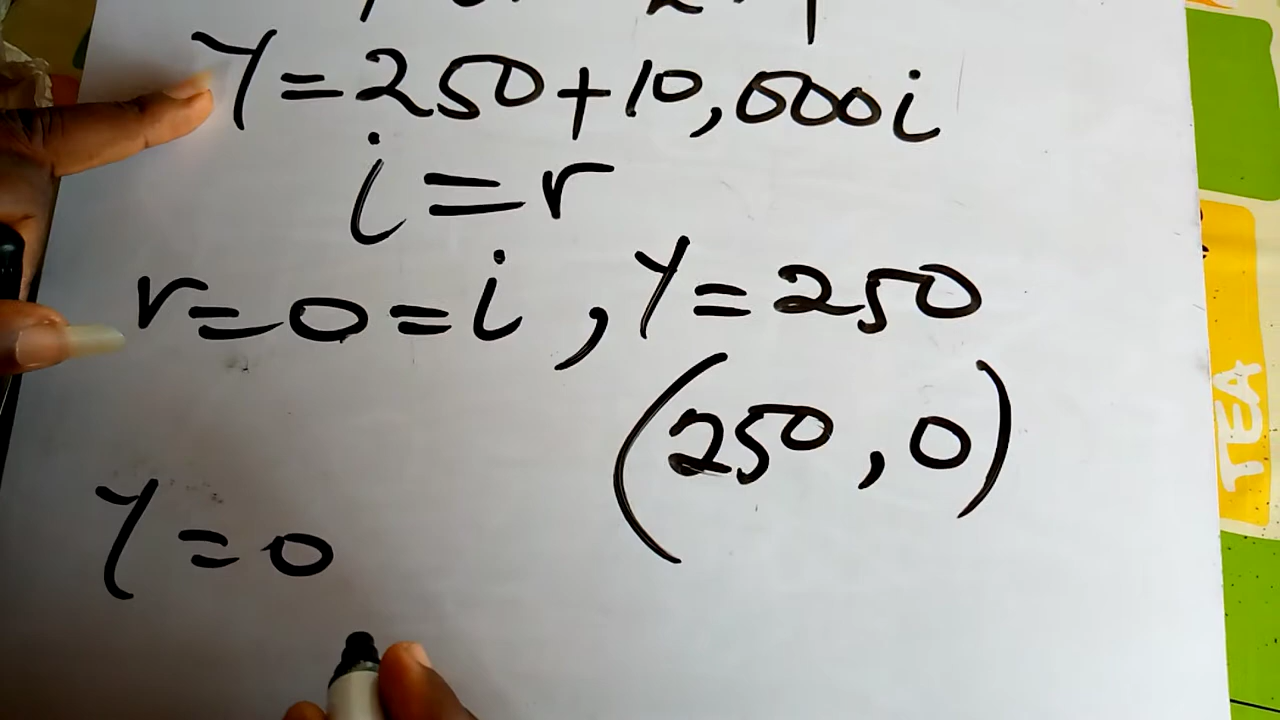 Y=250+10,000i
i=r
r=0=i, Y=250
(250, 0)
Y=0
TEA